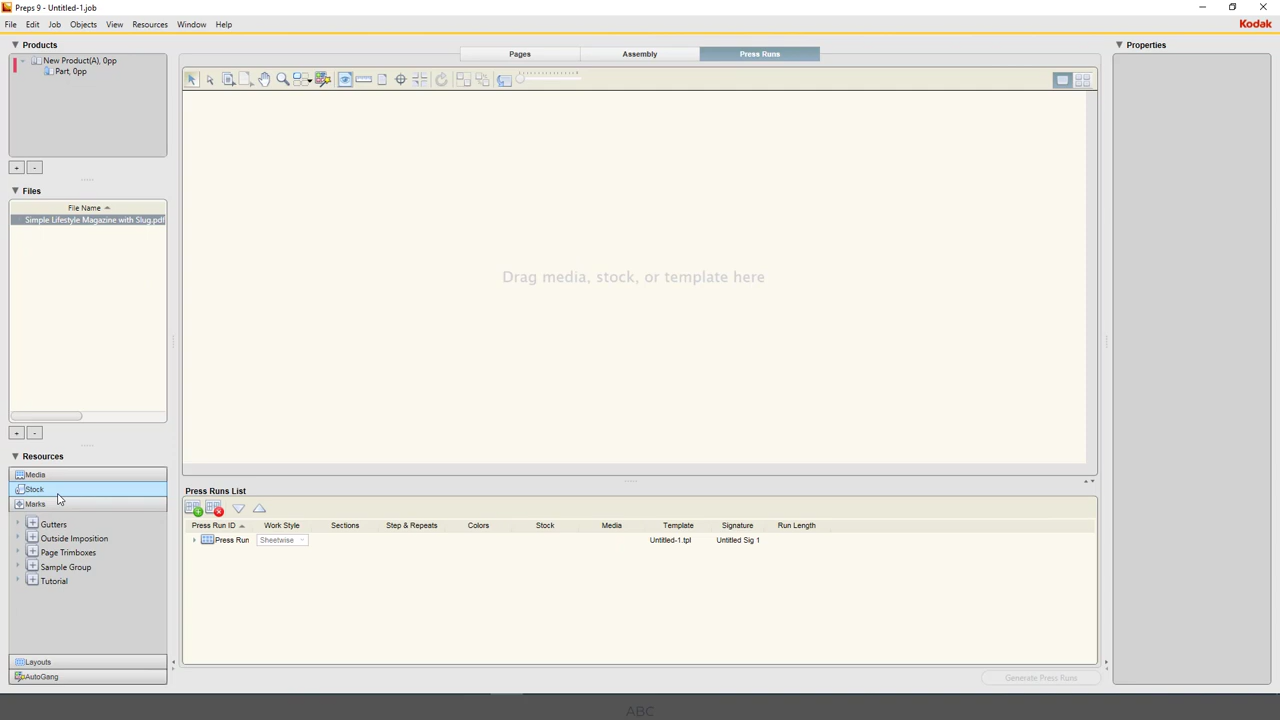 Preps 9 - Untitled-1.job
File Edit Job Objects View Resources Window Help
Kodak
Products
New Product(A), 0pp
Part, 0pp
+ -
Files
File Name
Simple Lifestyle Magazine with Slug.pdf
+ -
Resources
Media
Stock
Marks
Gutters
Outside Imposition
Page Trimboxes
Sample Group
Tutorial
Layouts
AutoGang
Pages Assembly Press Runs
Drag media, stock, or template here
Press Runs List
Press Run ID Work Style Sections Step & Repeats Colors Stock Media Template Signature Run Length
Press Run Sheetwise Untitled-1.tpl Untitled Sig 1
Generate Press Runs
Properties
ABC